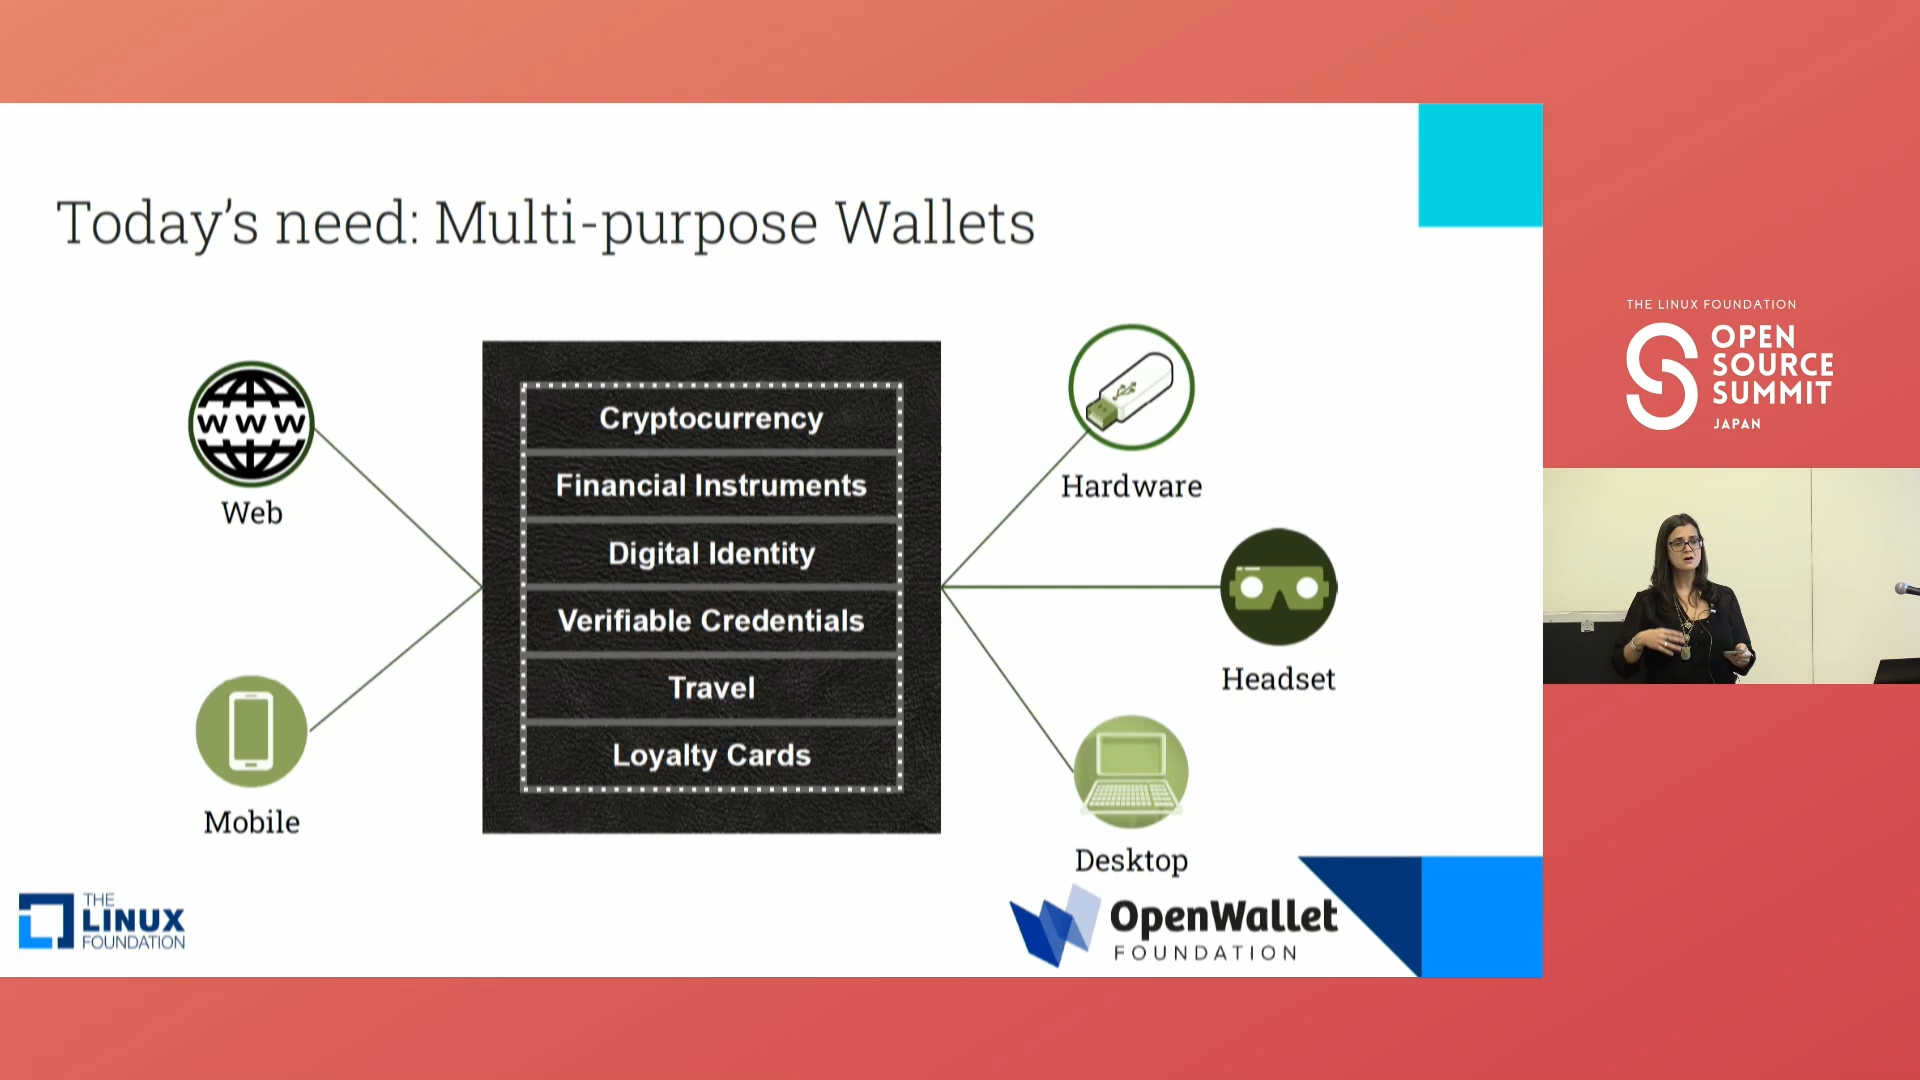 Today's need: Multi-purpose Wallets
WWW
Web
Mobile
Cryptocurrency
Financial Instruments
Digital Identity
Verifiable Credentials
Travel
Loyalty Cards
Hardware
Headset
Desktop
THE
LINUX
FOUNDATION
OpenWallet
FOUNDATION
THE LINUX FOUNDATION
OPEN
SOURCE
SUMMIT
JAPAN